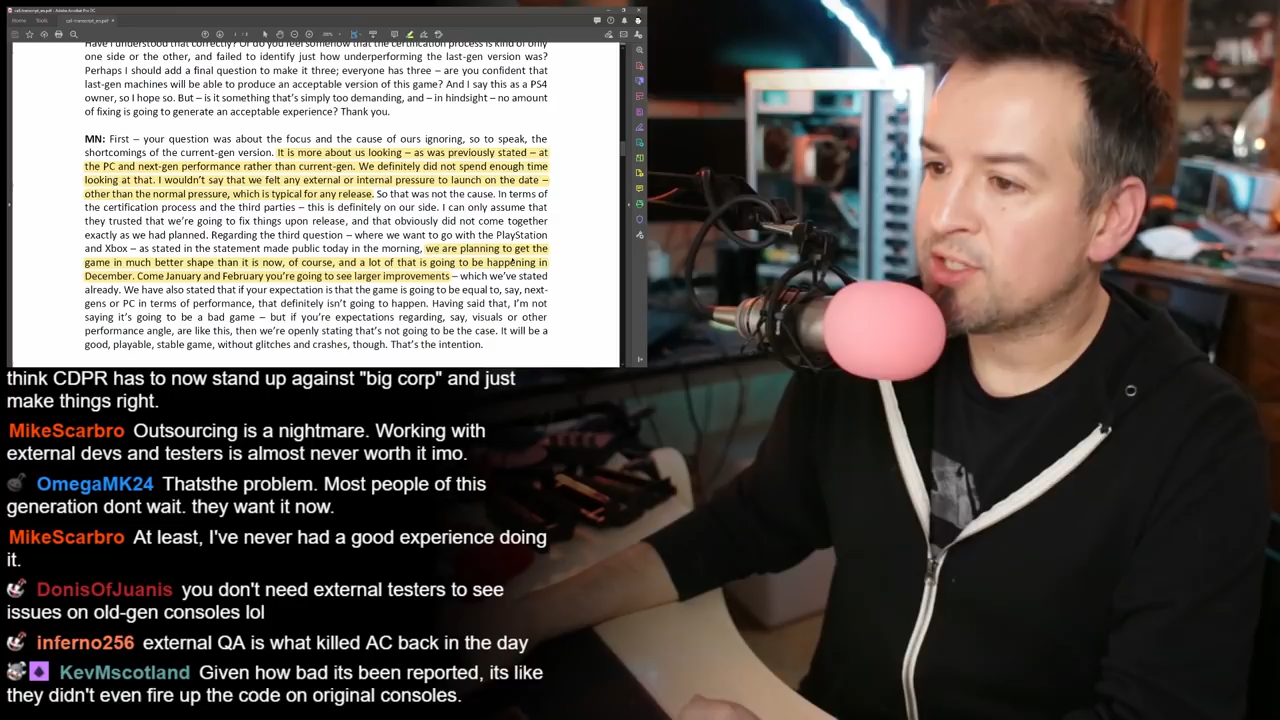 Home Tools
Have I understood that correctly? Or do you feel somehow that the certification process is kind of only
one side or the other, and failed to identify just how underperforming the last-gen version was?
Perhaps I should add a final question to make it three; everyone has three – are you confident that
last-gen machines will be able to produce an acceptable version of this game? And I say this as a PS4
owner, so I hope so. But – is it something that's simply too demanding, and – in hindsight – no amount
of fixing is going to generate an acceptable experience? Thank you.
MN: First – your question was about the focus and the cause of ours ignoring, so to speak, the
shortcomings of the current-gen version. It is more about us looking – as was previously stated – at
the PC and next-gen performance rather than current-gen. We definitely did not spend enough time
looking at that. I wouldn't say that we felt any external or internal pressure to launch on the date –
other than the normal pressure, which is typical for any release. So that was not the cause. In terms of
the certification process and the third parties – this is definitely on our side. I can only assume that
they trusted that we're going to fix things upon release, and that obviously did not come together
exactly as we had planned. Regarding the third question – where we want to go with the PlayStation
and Xbox – as stated in the statement made public today in the morning, we are planning to get the
game in much better shape than it is now, of course, and a lot of that is going to be happening in
December. Come January and February you're going to see larger improvements – which we've stated
already. We have also stated that if your expectation is that the game is going to be equal to, say, next-
gens or PC in terms of performance, that definitely isn't going to happen. Having said that, I'm not
saying it's going to be a bad game – but if you're expectations regarding, say, visuals or other
performance angle, are like this, then we're openly stating that's not going to be the case. It will be a
good, playable, stable game, without glitches and crashes, though. That's the intention.
think CDPR has to now stand up against "big corp" and just
make things right.
MikeScarbro Outsourcing is a nightmare. Working with
external devs and testers is almost never worth it imo.
OmegaMK24 Thatsthe problem. Most people of this
generation dont wait. they want it now.
MikeScarbro At least, I've never had a good experience doing
it.
DonisOfJuanis you don't need external testers to see
issues on old-gen consoles lol
inferno256 external QA is what killed AC back in the day
KevMscotland Given how bad its been reported, its like
they didn't even fire up the code on original consoles.